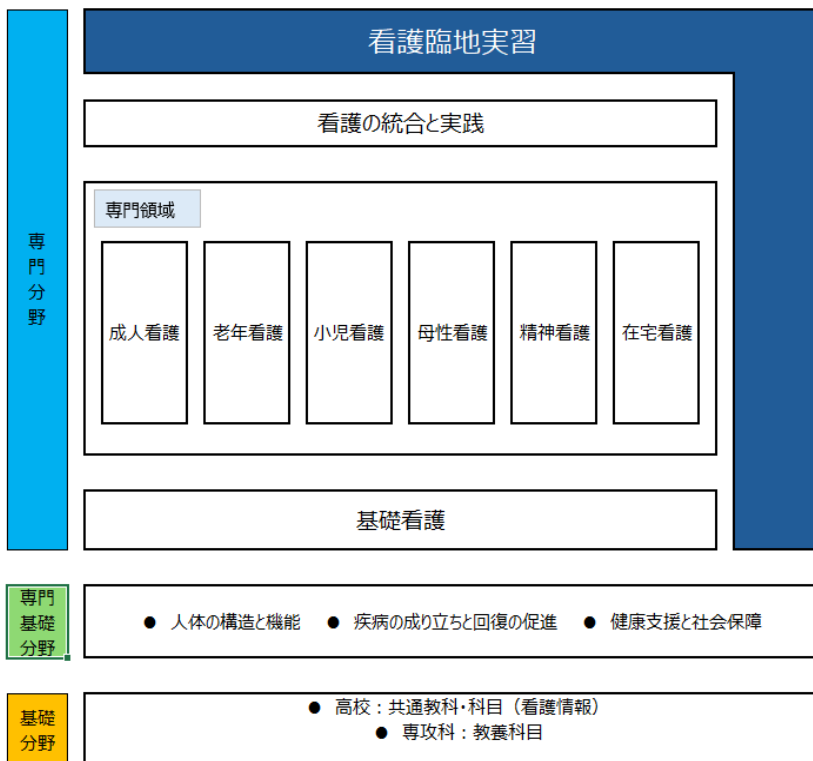 看護臨地実習
看護の統合と実践
専門分野
専門領域
成人看護
老年看護
小児看護
母性看護
精神看護
在宅看護
基礎看護
専門
基礎
分野
● 人体の構造と機能 ● 疾病の成り立ちと回復の促進 ● 健康支援と社会保障
基礎
分野
● 高校：共通教科・科目（看護情報）
● 専攻科：教養科目